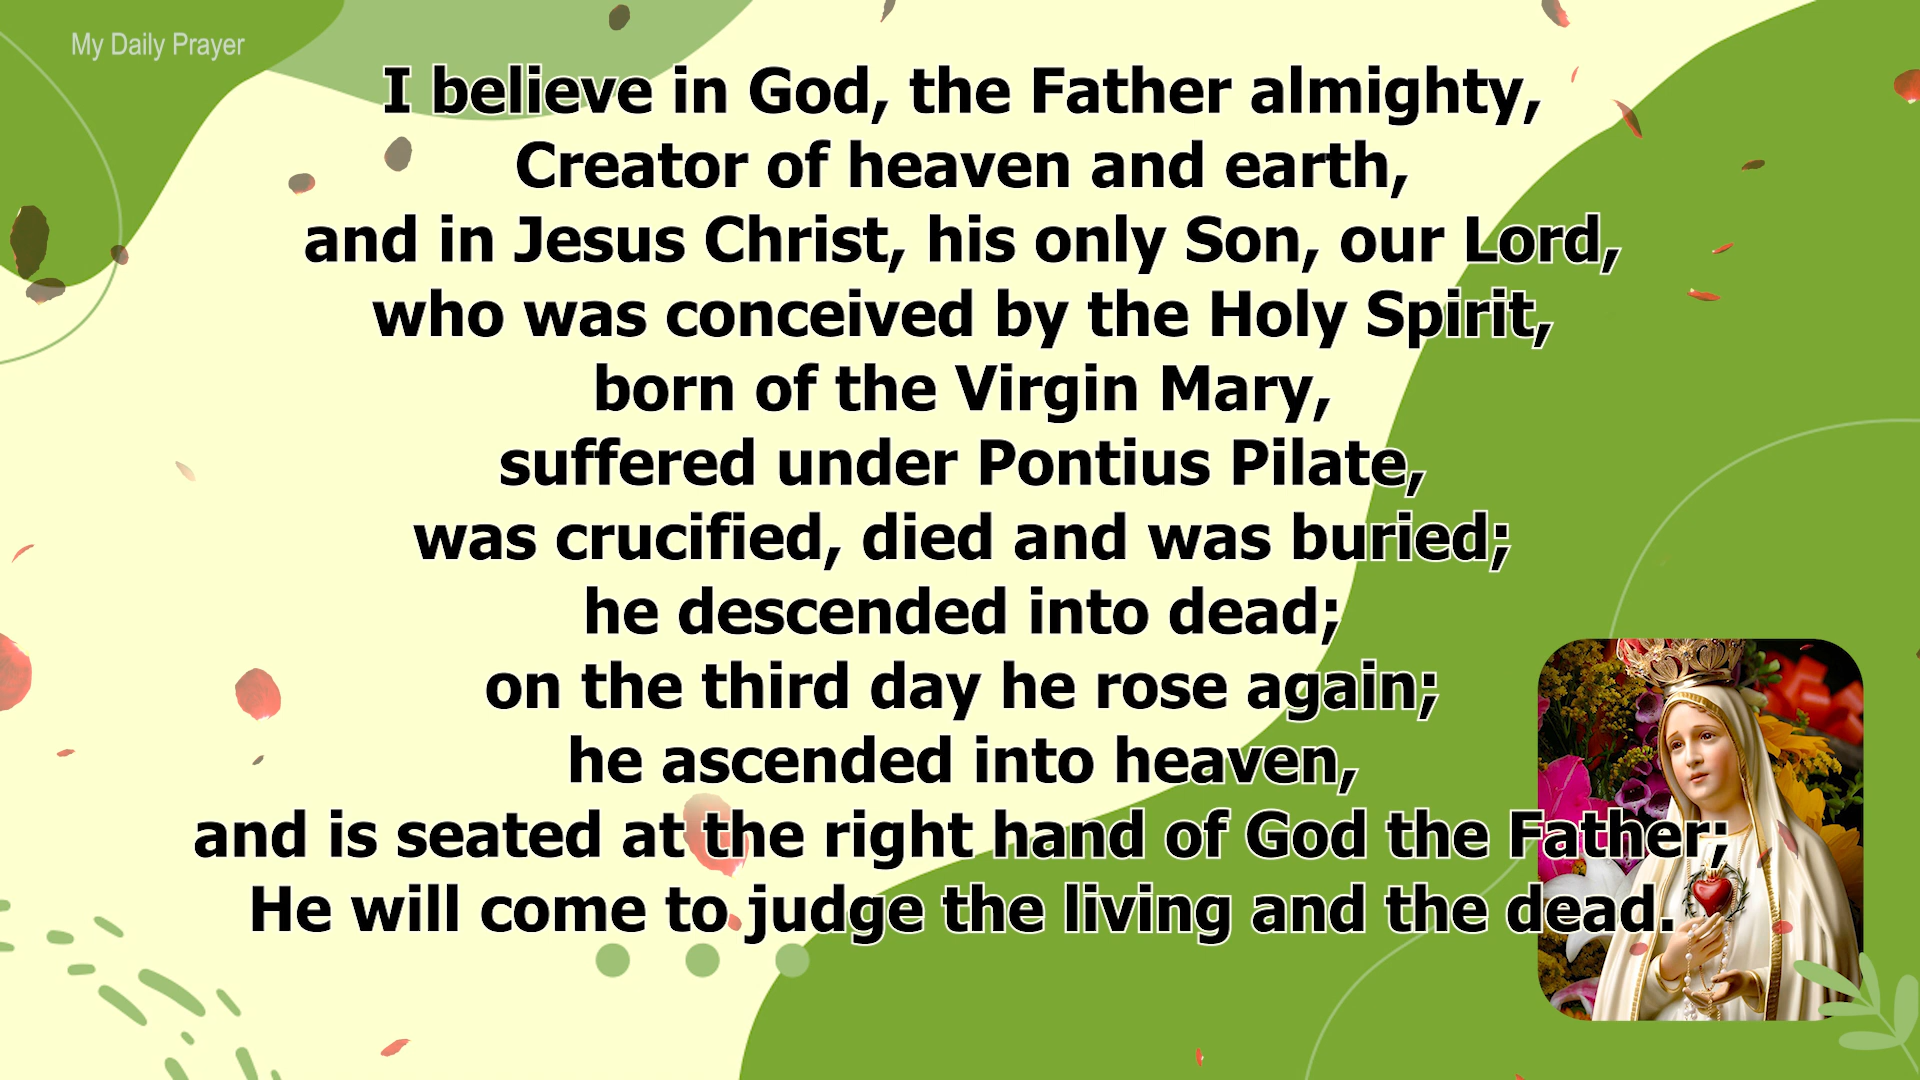 My Daily Prayer
I believe in God, the Father almighty,
Creator of heaven and earth,
and in Jesus Christ, his only Son, our Lord,
who was conceived by the Holy Spirit,
born of the Virgin Mary,
suffered under Pontius Pilate,
was crucified, died and was buried;
he descended into dead;
on the third day he rose again;
he ascended into heaven,
and is seated at the right hand of God the Father;
He will come to judge the living and the dead.